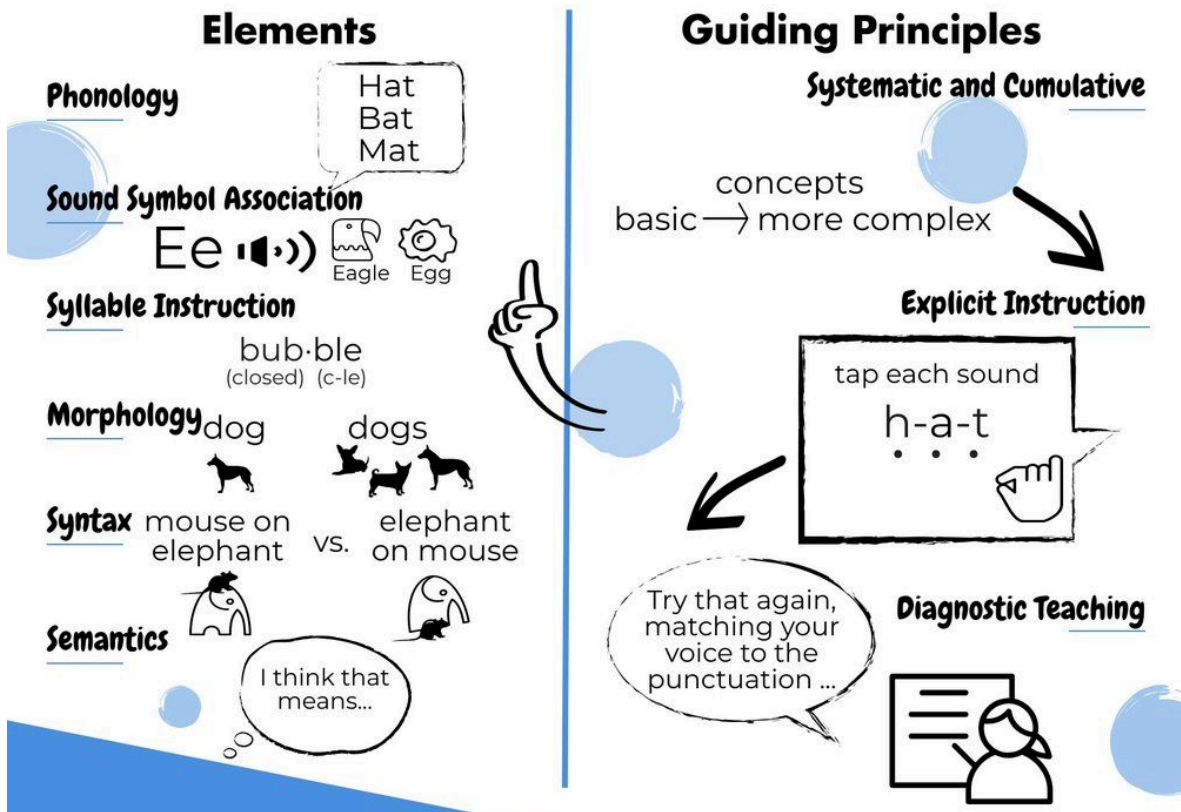 Elements
Phonology
Hat
Bat
Mat
Sound Symbol Association
Ee
Eagle
Egg
Syllable Instruction
bub·ble
(closed) (c-le)
Morphology
dog
dogs
Syntax
mouse on
elephant
vs.
elephant
on mouse
Semantics
I think that
means...
Guiding Principles
Systematic and Cumulative
concepts
basic → more complex
Explicit Instruction
tap each sound
h-a-t
Diagnostic Teaching
Try that again,
matching your
voice to the
punctuation ...